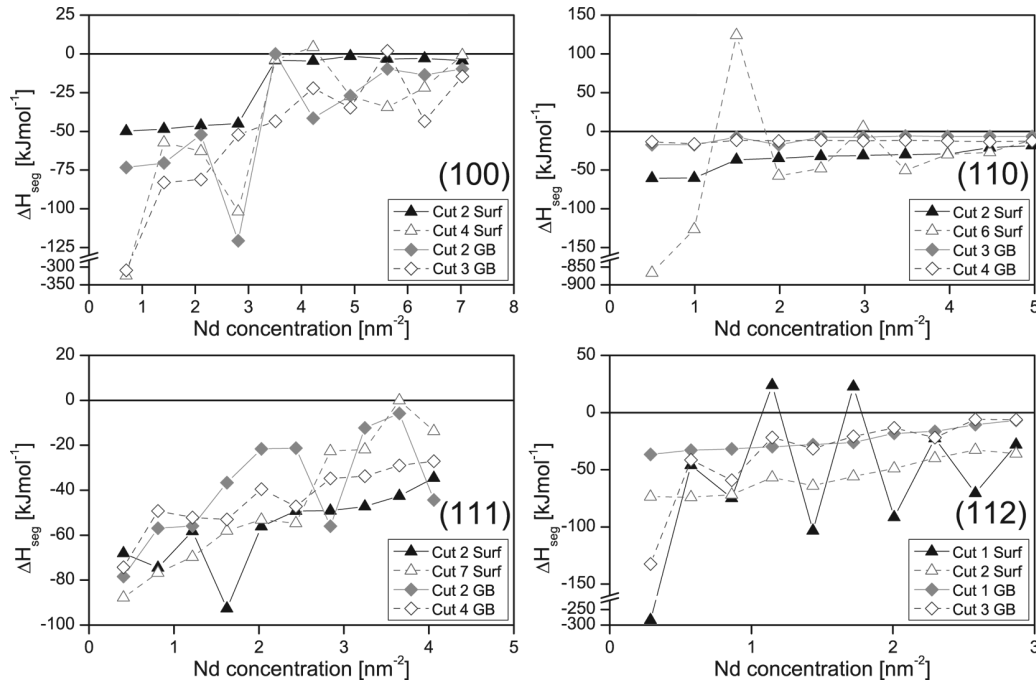 25
0
-25
-50
-75
-100
-125
-300
-350
ΔH_seg [kJmol⁻¹]
(100)
Cut 2 Surf
Cut 4 Surf
Cut 2 GB
Cut 3 GB
0 1 2 3 4 5 6 7 8
Nd concentration [nm⁻²]
150
100
50
0
-50
-100
-150
-850
-900
ΔH_seg [kJmol⁻¹]
(110)
Cut 2 Surf
Cut 6 Surf
Cut 3 GB
Cut 4 GB
0 1 2 3 4 5
Nd concentration [nm⁻²]
20
0
-20
-40
-60
-80
-100
ΔH_seg [kJmol⁻¹]
(111)
Cut 2 Surf
Cut 7 Surf
Cut 2 GB
Cut 4 GB
0 1 2 3 4 5
Nd concentration [nm⁻²]
50
0
-50
-100
-150
-250
-300
ΔH_seg [kJmol⁻¹]
(112)
Cut 1 Surf
Cut 2 Surf
Cut 1 GB
Cut 3 GB
0 1 2 3
Nd concentration [nm⁻²]